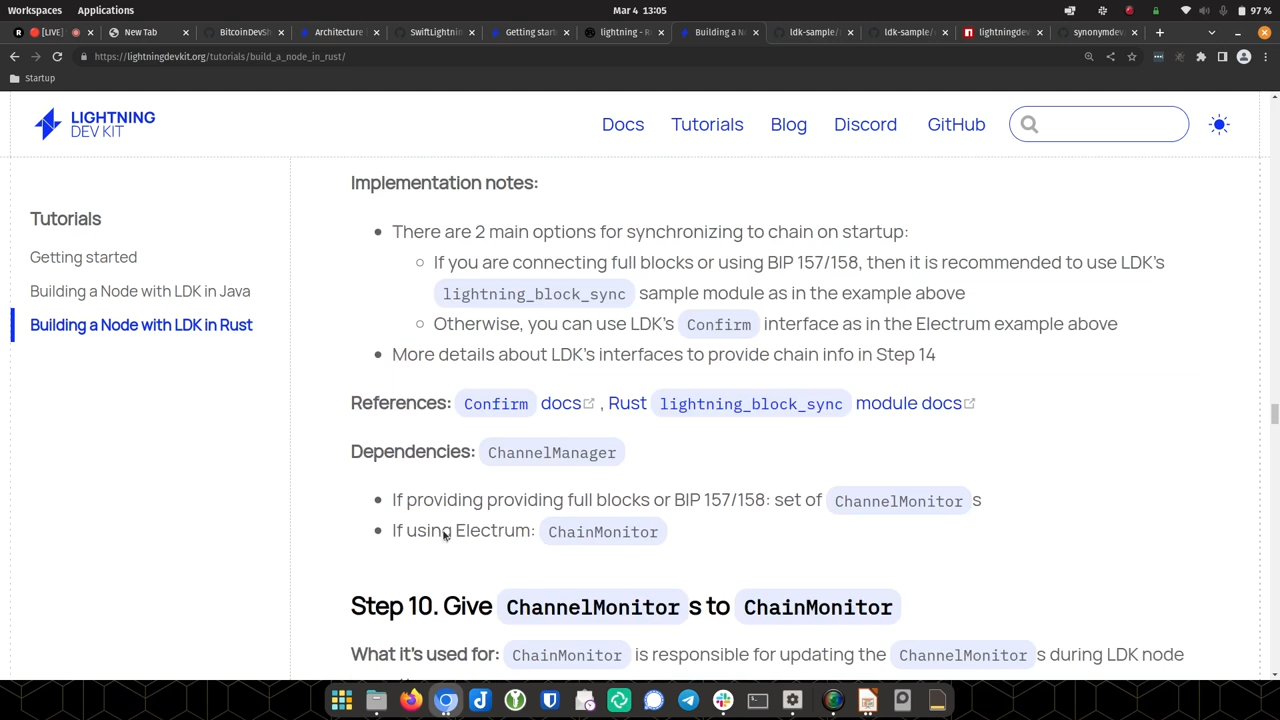 Workspaces Applications Mar 4 13:05 97 %
[LIVE] New Tab BitcoinDevSh Architecture SwiftLightnin Getting start lightning - R Building a N ldk-sample/ ldk-sample/ lightningdev synonymdev
https://lightningdevkit.org/tutorials/build_a_node_in_rust/
Startup
LIGHTNING
DEV KIT
Docs Tutorials Blog Discord GitHub
Tutorials
Getting started
Building a Node with LDK in Java
Building a Node with LDK in Rust
Implementation notes:
There are 2 main options for synchronizing to chain on startup:
If you are connecting full blocks or using BIP 157/158, then it is recommended to use LDK's
lightning_block_sync sample module as in the example above
Otherwise, you can use LDK's Confirm interface as in the Electrum example above
More details about LDK's interfaces to provide chain info in Step 14
References: Confirm docs , Rust lightning_block_sync module docs
Dependencies: ChannelManager
If providing providing full blocks or BIP 157/158: set of ChannelMonitor s
If using Electrum: ChainMonitor
Step 10. Give ChannelMonitor s to ChainMonitor
What it's used for: ChainMonitor is responsible for updating the ChannelMonitor s during LDK node